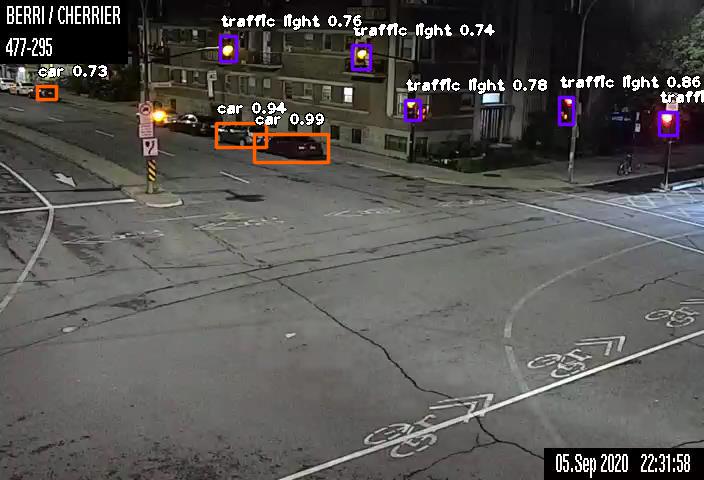 BERRI / CHERRIER
477-295
traffic light 0.76
traffic light 0.74
car 0.73
traffic light 0.78
traffic light 0.86
traffi
car 0.94
car 0.99
05.Sep 2020 22:31:58